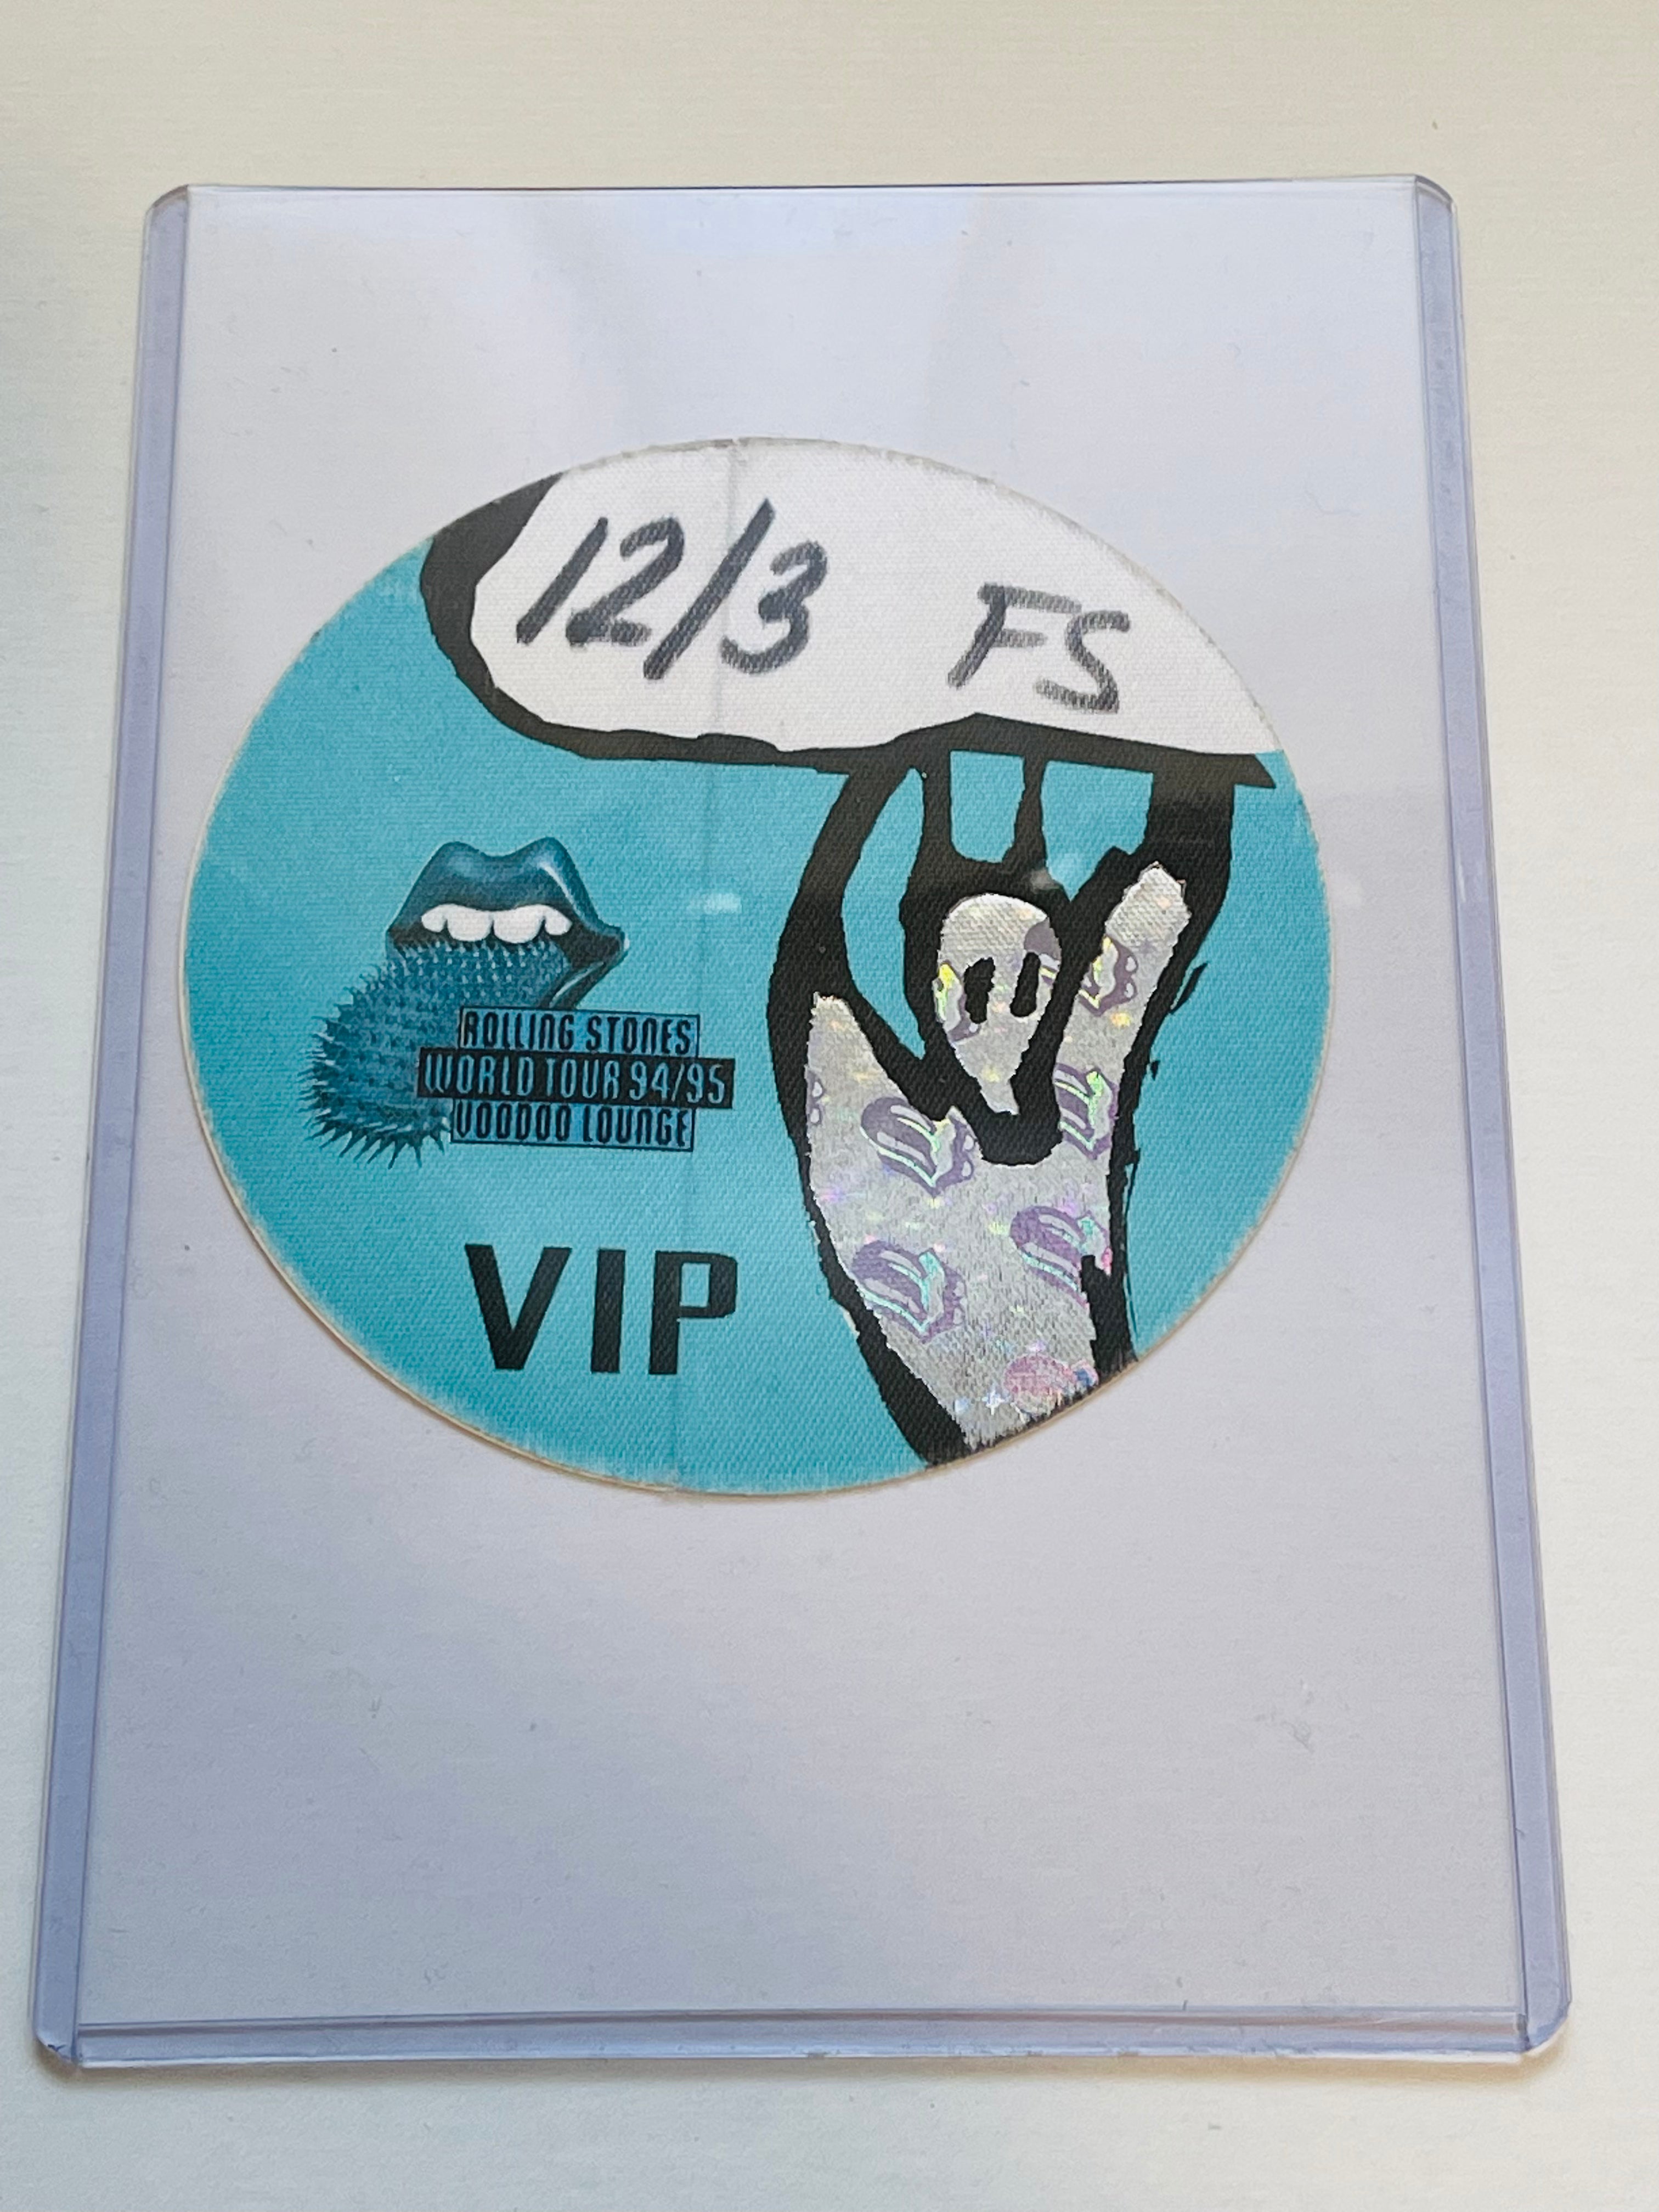 12/3 FS
ROLLING STONES
WORLD TOUR 94/95
VOODOO LOUNGE
VIP